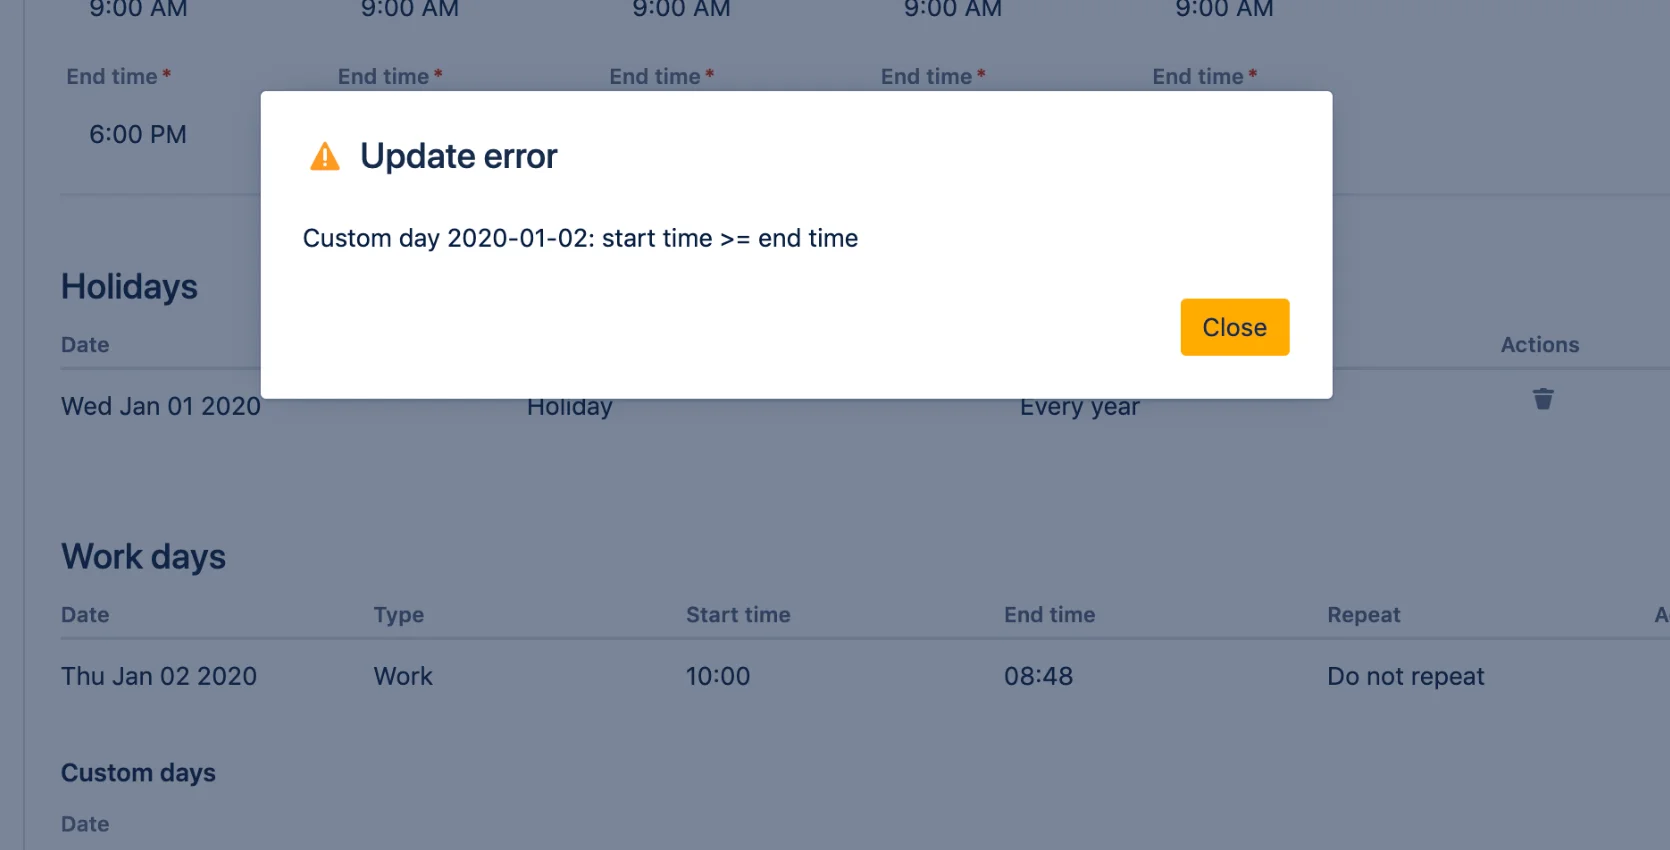 9:00 AM 9:00 AM 9:00 AM 9:00 AM 9:00 AM
End time * End time * End time * End time * End time *
6:00 PM
Update error
Custom day 2020-01-02: start time >= end time
Close
Holidays
Date Actions
Wed Jan 01 2020 Holiday Every year
Work days
Date Type Start time End time Repeat
Thu Jan 02 2020 Work 10:00 08:48 Do not repeat
Custom days
Date